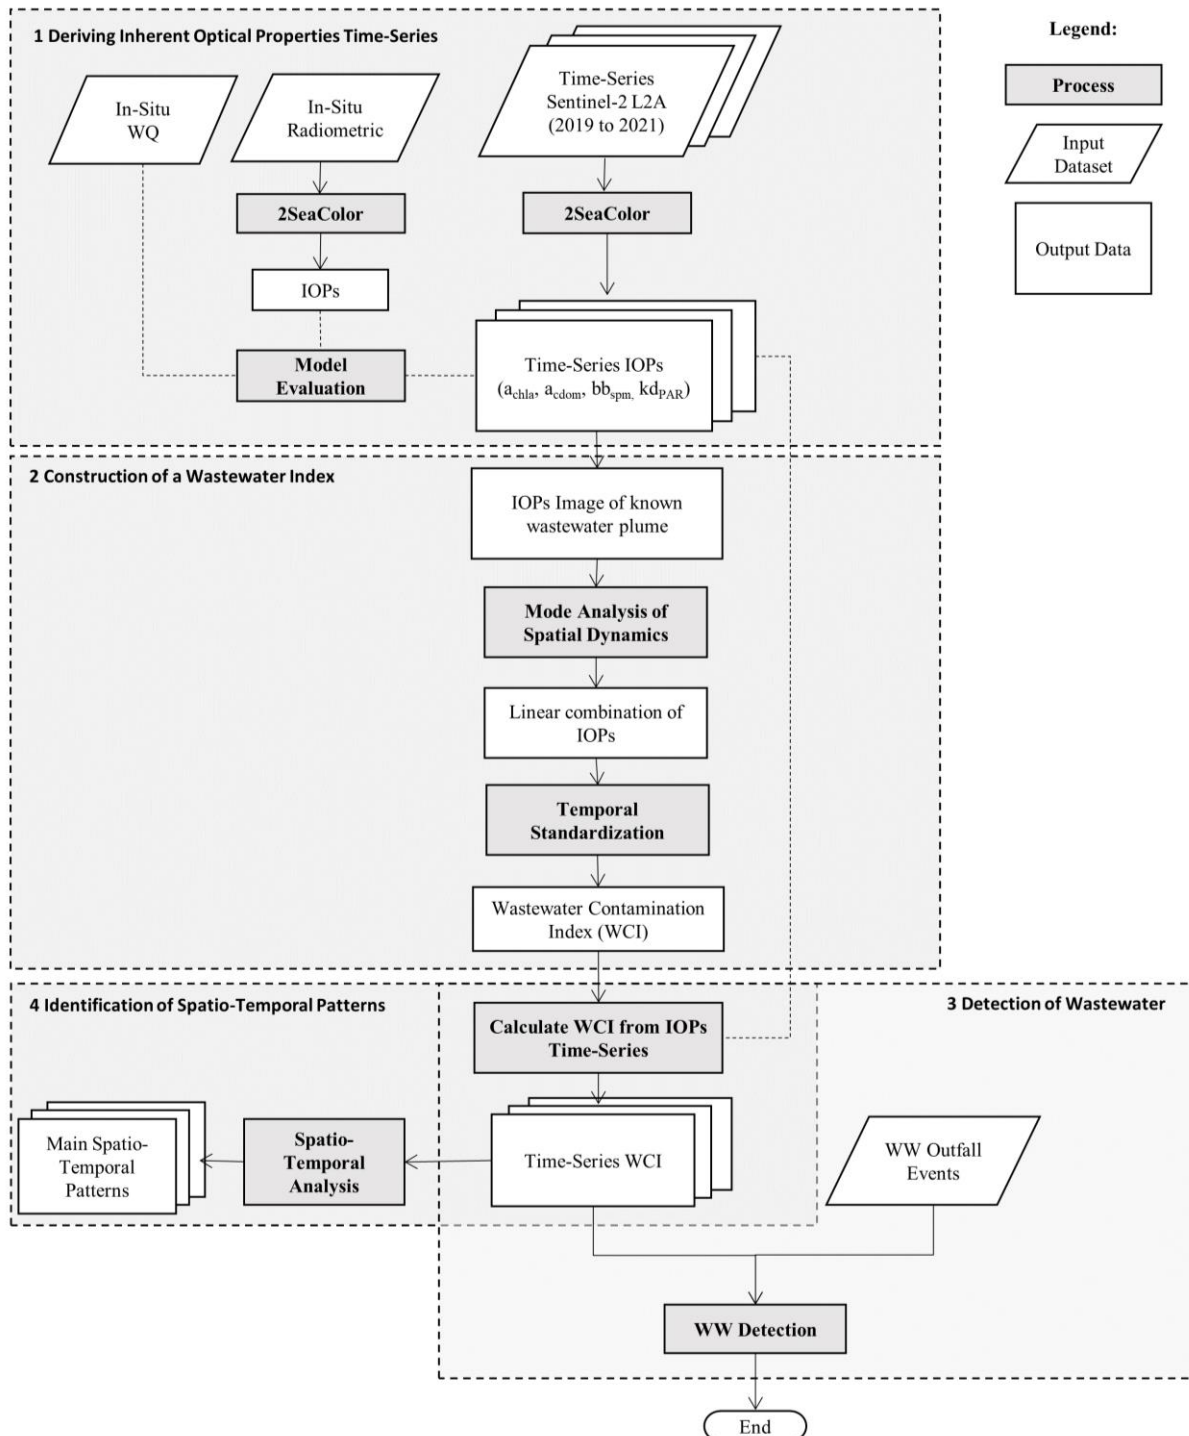 1 Deriving Inherent Optical Properties Time-Series
In-Situ
WQ
In-Situ
Radiometric
Time-Series
Sentinel-2 L2A
(2019 to 2021)
2SeaColor
2SeaColor
IOPs
Model
Evaluation
Time-Series IOPs
(achla, acdom, bbspm, kdPAR)
Legend:
Process
Input
Dataset
Output Data
2 Construction of a Wastewater Index
IOPs Image of known
wastewater plume
Mode Analysis of
Spatial Dynamics
Linear combination of
IOPs
Temporal
Standardization
Wastewater Contamination
Index (WCI)
4 Identification of Spatio-Temporal Patterns
3 Detection of Wastewater
Calculate WCI from IOPs
Time-Series
Main Spatio-
Temporal
Patterns
Spatio-
Temporal
Analysis
Time-Series WCI
WW Outfall
Events
WW Detection
End